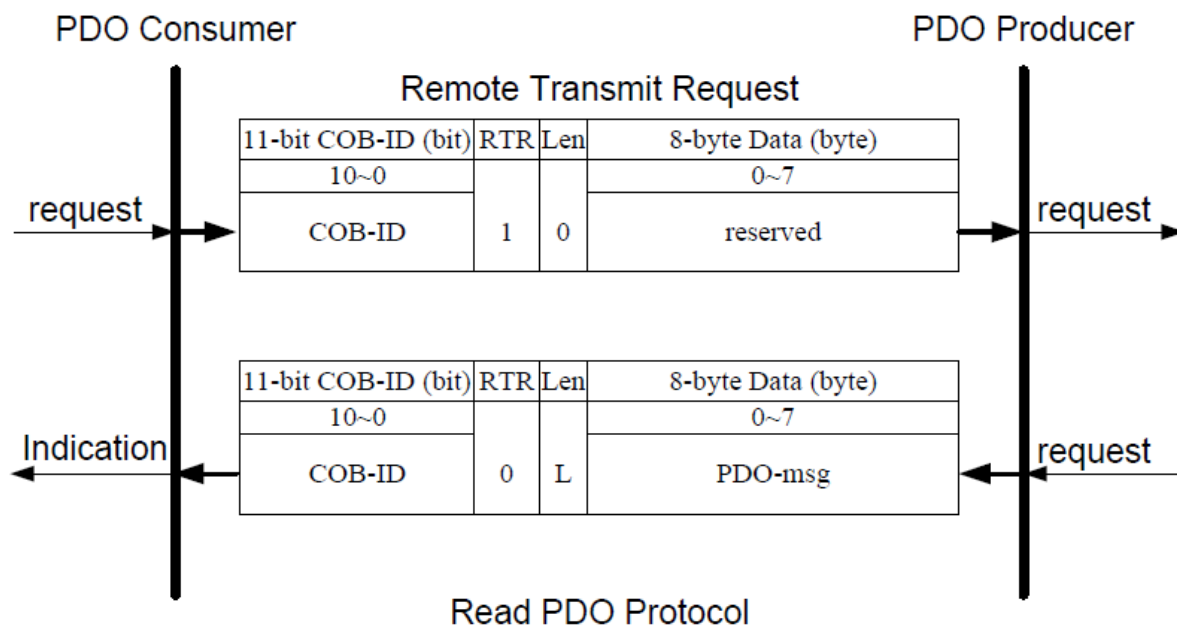 PDO Consumer PDO Producer
Remote Transmit Request
11-bit COB-ID (bit) RTR Len 8-byte Data (byte)
10~0 0~7
request COB-ID 1 0 reserved request
11-bit COB-ID (bit) RTR Len 8-byte Data (byte)
10~0 0~7
Indication COB-ID 0 L PDO-msg request
Read PDO Protocol